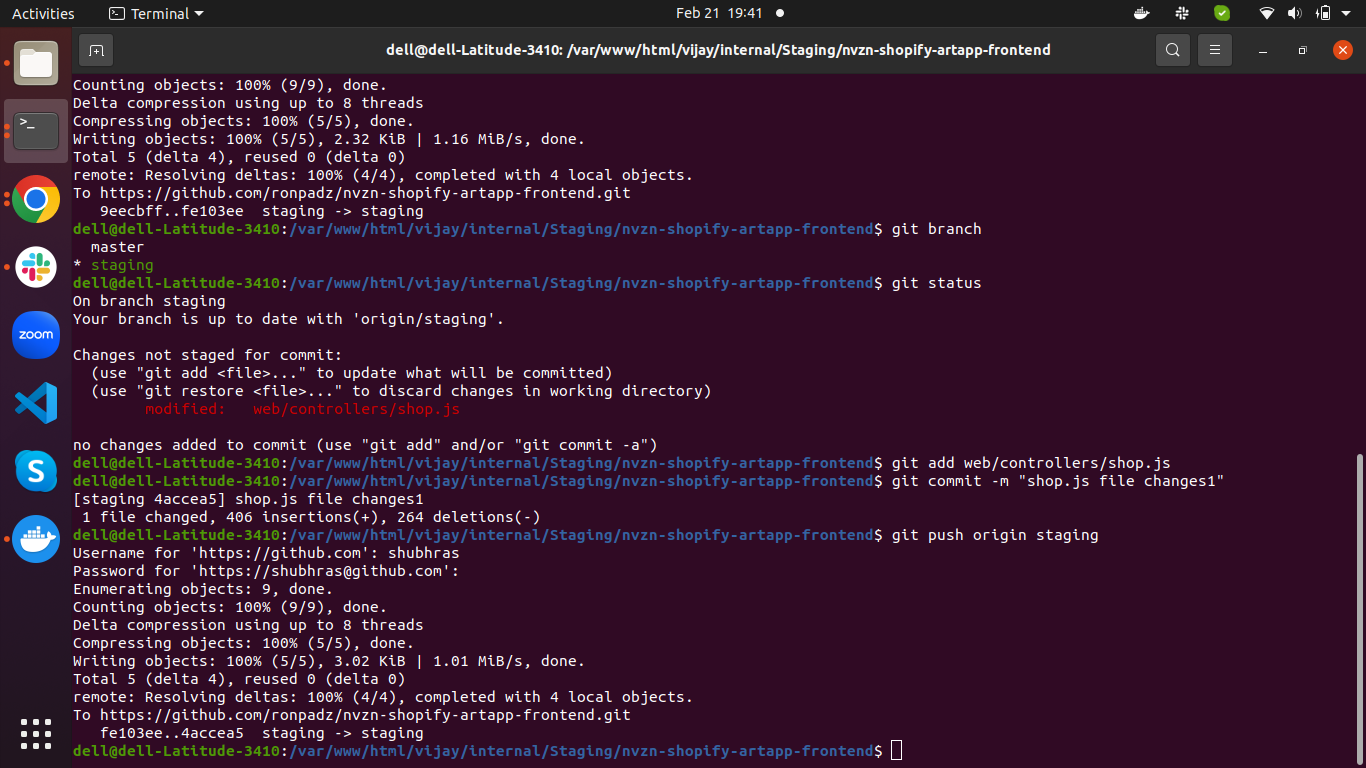 Activities
Terminal
Feb 21 19:41
dell@dell-Latitude-3410: /var/www/html/vijay/internal/Staging/nvzn-shopify-artapp-frontend
Counting objects: 100% (9/9), done.
Delta compression using up to 8 threads
Compressing objects: 100% (5/5), done.
Writing objects: 100% (5/5), 2.32 KiB | 1.16 MiB/s, done.
Total 5 (delta 4), reused 0 (delta 0)
remote: Resolving deltas: 100% (4/4), completed with 4 local objects.
To https://github.com/ronpadz/nvzn-shopify-artapp-frontend.git
   9eecbff..fe103ee  staging -> staging
dell@dell-Latitude-3410:/var/www/html/vijay/internal/Staging/nvzn-shopify-artapp-frontend$ git branch
  master
* staging
dell@dell-Latitude-3410:/var/www/html/vijay/internal/Staging/nvzn-shopify-artapp-frontend$ git status
On branch staging
Your branch is up to date with 'origin/staging'.
Changes not staged for commit:
  (use "git add <file>..." to update what will be committed)
  (use "git restore <file>..." to discard changes in working directory)
        modified:   web/controllers/shop.js
no changes added to commit (use "git add" and/or "git commit -a")
dell@dell-Latitude-3410:/var/www/html/vijay/internal/Staging/nvzn-shopify-artapp-frontend$ git add web/controllers/shop.js
dell@dell-Latitude-3410:/var/www/html/vijay/internal/Staging/nvzn-shopify-artapp-frontend$ git commit -m "shop.js file changes1"
[staging 4accea5] shop.js file changes1
 1 file changed, 406 insertions(+), 264 deletions(-)
dell@dell-Latitude-3410:/var/www/html/vijay/internal/Staging/nvzn-shopify-artapp-frontend$ git push origin staging
Username for 'https://github.com': shubhras
Password for 'https://shubhras@github.com':
Enumerating objects: 9, done.
Counting objects: 100% (9/9), done.
Delta compression using up to 8 threads
Compressing objects: 100% (5/5), done.
Writing objects: 100% (5/5), 3.02 KiB | 1.01 MiB/s, done.
Total 5 (delta 4), reused 0 (delta 0)
remote: Resolving deltas: 100% (4/4), completed with 4 local objects.
To https://github.com/ronpadz/nvzn-shopify-artapp-frontend.git
   fe103ee..4accea5  staging -> staging
dell@dell-Latitude-3410:/var/www/html/vijay/internal/Staging/nvzn-shopify-artapp-frontend$
>_
zoom
S